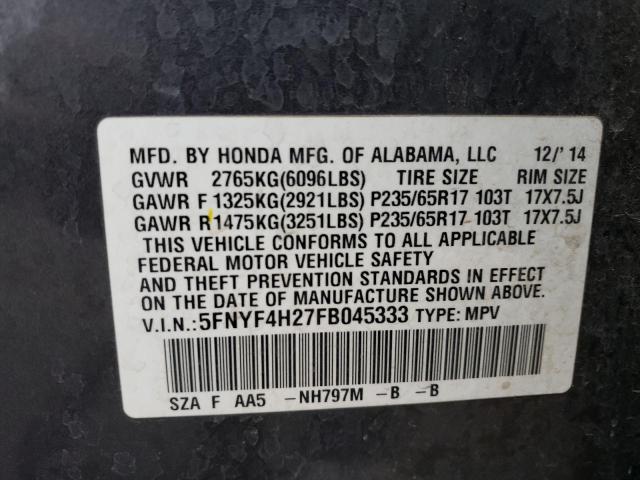 MFD. BY HONDA MFG. OF ALABAMA, LLC 12/' 14
GVWR 2765KG(6096LBS) TIRE SIZE RIM SIZE
GAWR F 1325KG(2921LBS) P235/65R17 103T 17X7.5J
GAWR R 1475KG(3251LBS) P235/65R17 103T 17X7.5J
THIS VEHICLE CONFORMS TO ALL APPLICABLE
FEDERAL MOTOR VEHICLE SAFETY
AND THEFT PREVENTION STANDARDS IN EFFECT
ON THE DATE OF MANUFACTURE SHOWN ABOVE.
V.I.N.:5FNYF4H27FB045333 TYPE: MPV
SZA F AA5 -NH797M -B -B